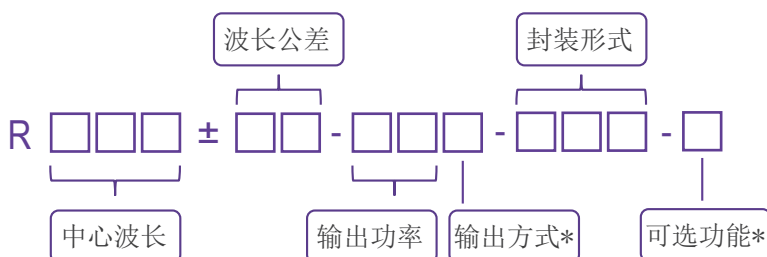 波长公差 封装形式
R □□□ ± □□ - □□□ - □□□ - □
中心波长 输出功率 输出方式* 可选功能*